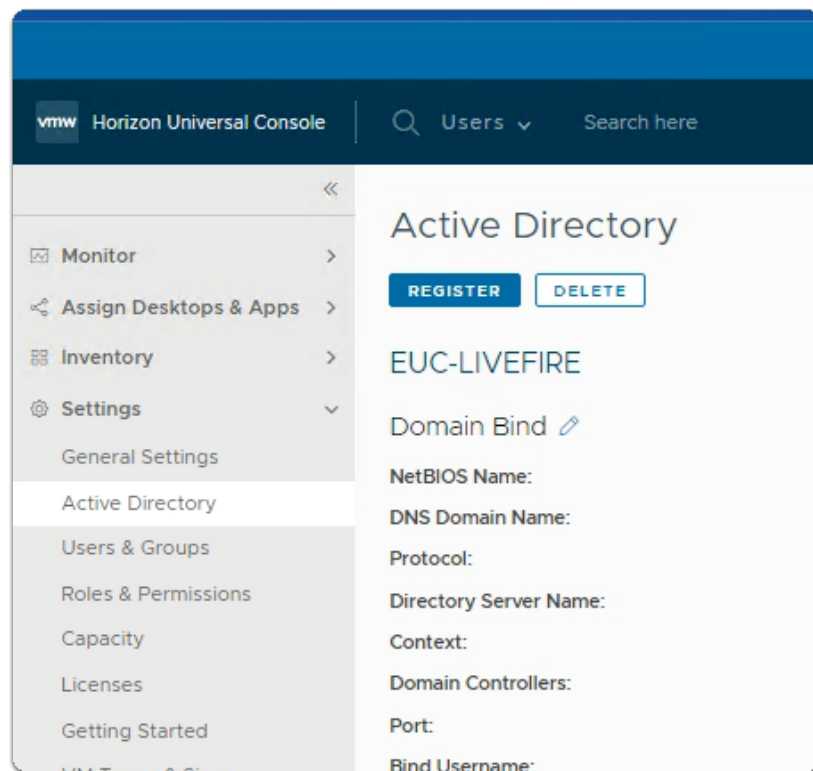 vmw Horizon Universal Console Users Search here
Monitor
Assign Desktops & Apps
Inventory
Settings
General Settings
Active Directory
Users & Groups
Roles & Permissions
Capacity
Licenses
Getting Started
Active Directory
REGISTER DELETE
EUC-LIVEFIRE
Domain Bind
NetBIOS Name:
DNS Domain Name:
Protocol:
Directory Server Name:
Context:
Domain Controllers:
Port:
Bind Username: